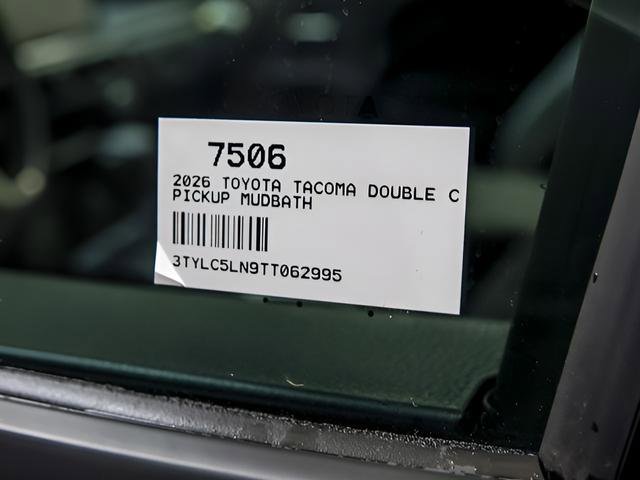 7506
2026 TOYOTA TACOMA DOUBLE C
PICKUP MUDBATH
3TYLC5LN9TT062995